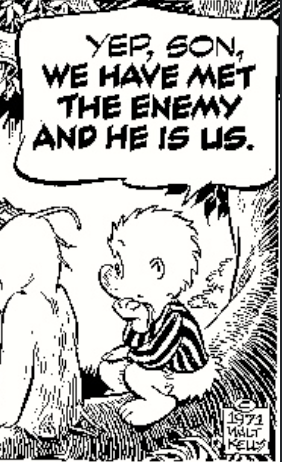 YEP, SON,
WE HAVE MET
THE ENEMY
AND HE IS US.
©
1971
WALT
KELLY